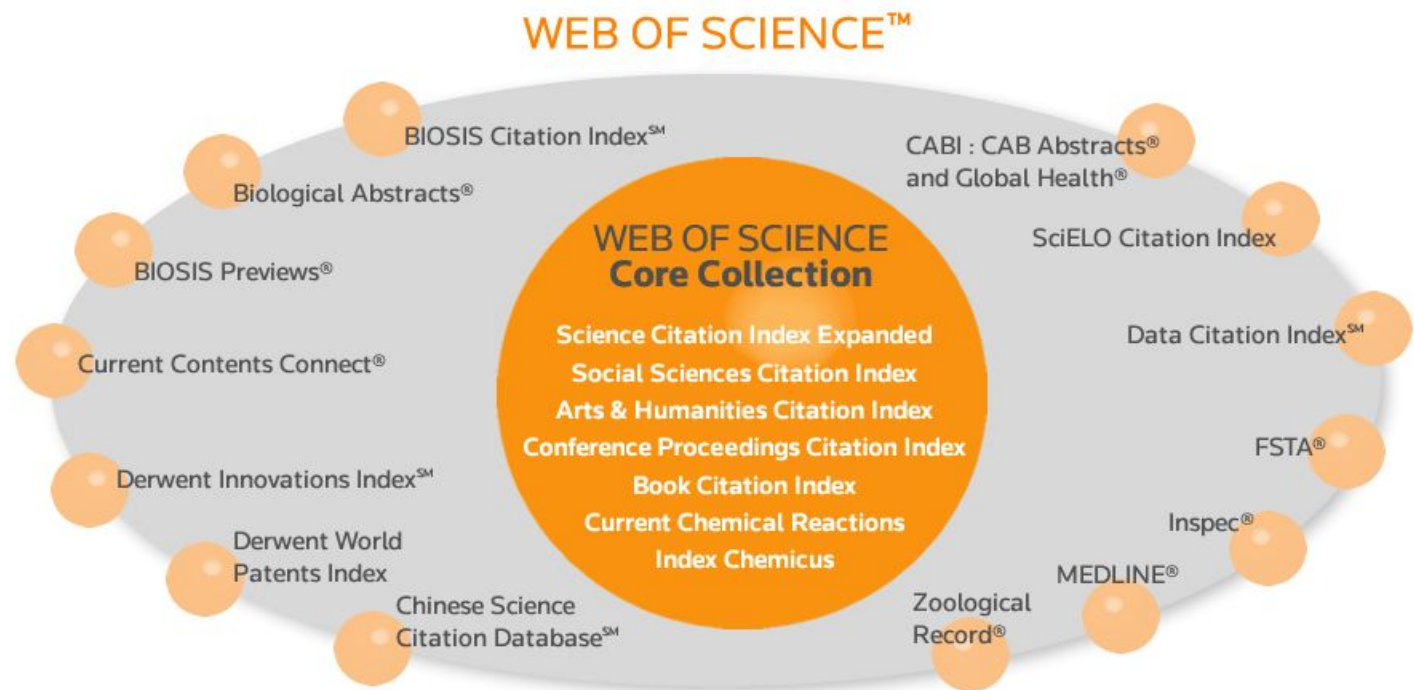 WEB OF SCIENCE™
BIOSIS Citation Index℠
Biological Abstracts®
BIOSIS Previews®
Current Contents Connect®
Derwent Innovations Index℠
Derwent World
Patents Index
Chinese Science
Citation Database℠
WEB OF SCIENCE
Core Collection
Science Citation Index Expanded
Social Sciences Citation Index
Arts & Humanities Citation Index
Conference Proceedings Citation Index
Book Citation Index
Current Chemical Reactions
Index Chemicus
CABI : CAB Abstracts®
and Global Health®
SciELO Citation Index
Data Citation Index℠
FSTA®
Inspec®
MEDLINE®
Zoological
Record®